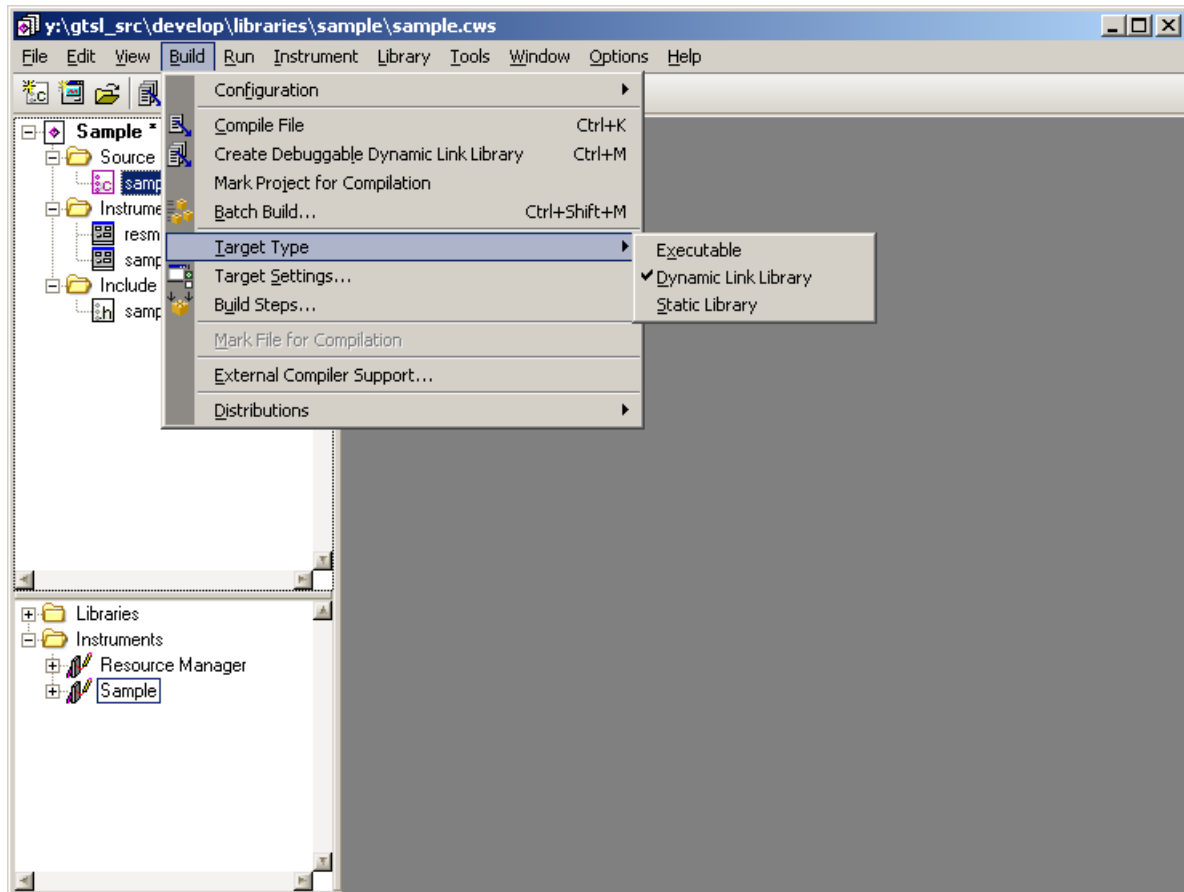 y:\gtsl_src\develop\libraries\sample\sample.cws
File Edit View Build Run Instrument Library Tools Window Options Help
Configuration
Sample *
Compile File Ctrl+K
Source
Create Debuggable Dynamic Link Library Ctrl+M
Mark Project for Compilation
Batch Build... Ctrl+Shift+M
Target Type
Executable
Target Settings...
Dynamic Link Library
Include
Build Steps...
Static Library
Mark File for Compilation
External Compiler Support...
Distributions
Libraries
Instruments
Resource Manager
Sample